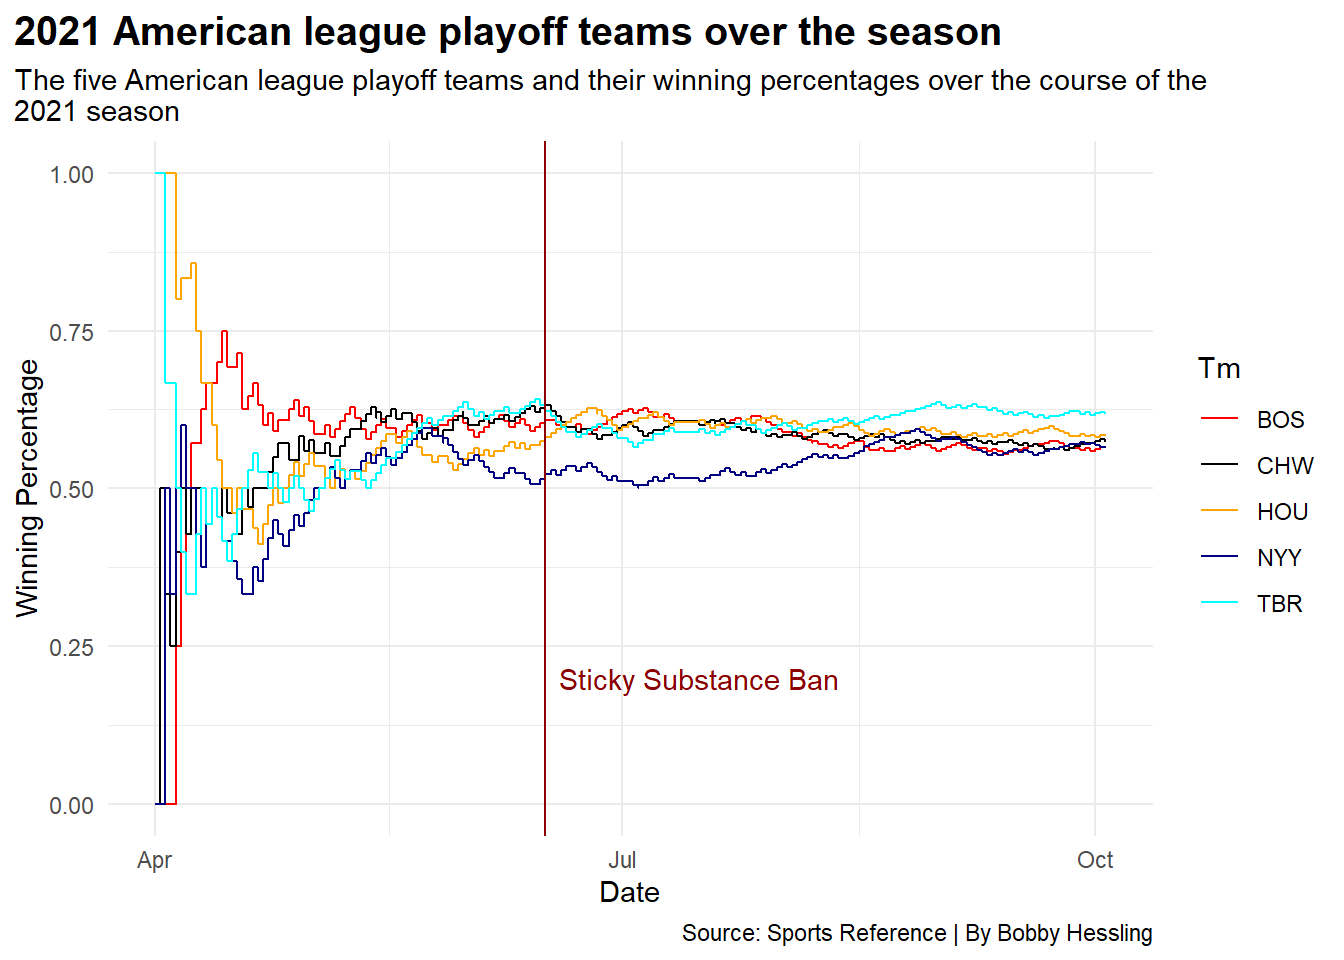 2021 American league playoff teams over the season
The five American league playoff teams and their winning percentages over the course of the
2021 season
1.00
0.75
0.50
0.25
0.00
Winning Percentage
Sticky Substance Ban
Apr
Jul
Oct
Date
Tm
BOS
CHW
HOU
NYY
TBR
Source: Sports Reference | By Bobby Hessling